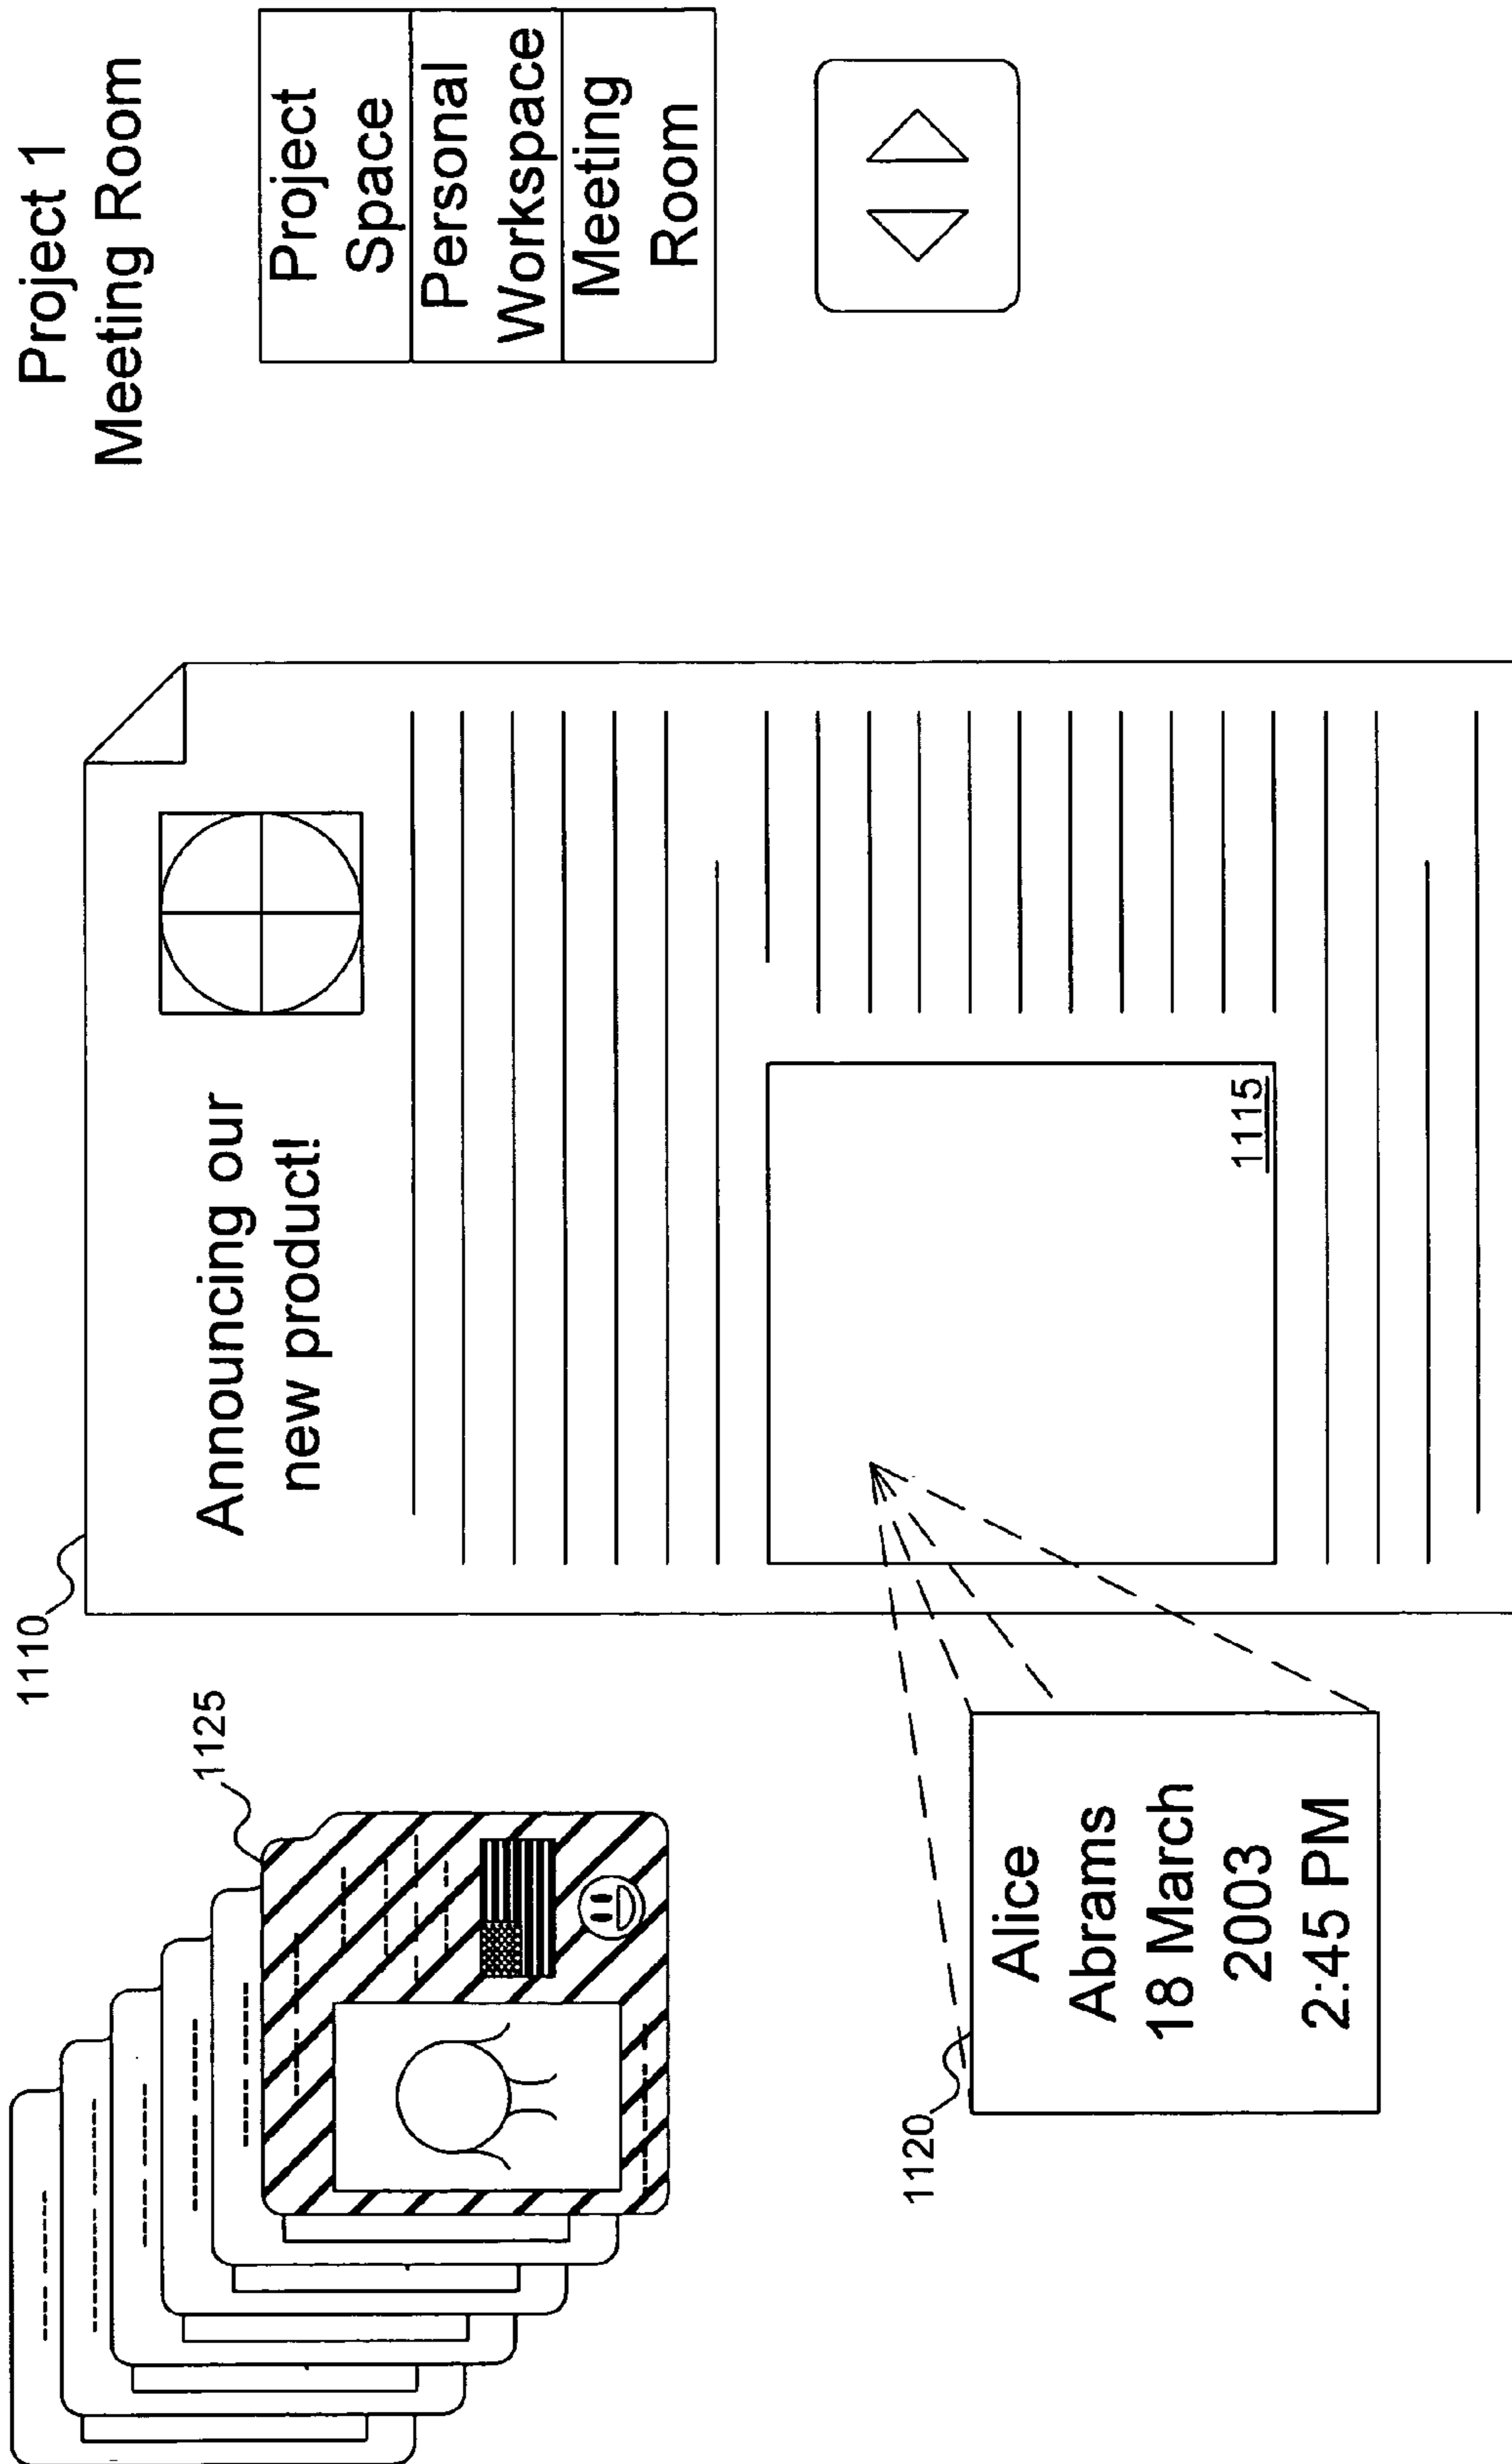 Project 1
Meeting Room
Project
Space
Personal
Workspace
Meeting
Room
1110
Announcing our
new product!
1115
1125
1120
Alice
Abrams
18 March
2003
2:45 PM